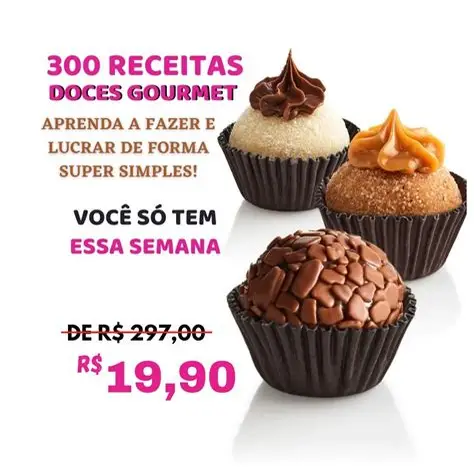 300 RECEITAS
DOCES GOURMET
APRENDA A FAZER E
LUCRAR DE FORMA
SUPER SIMPLES!
VOCÊ SÓ TEM
ESSA SEMANA
DE R$ 297,00
R$ 19,90